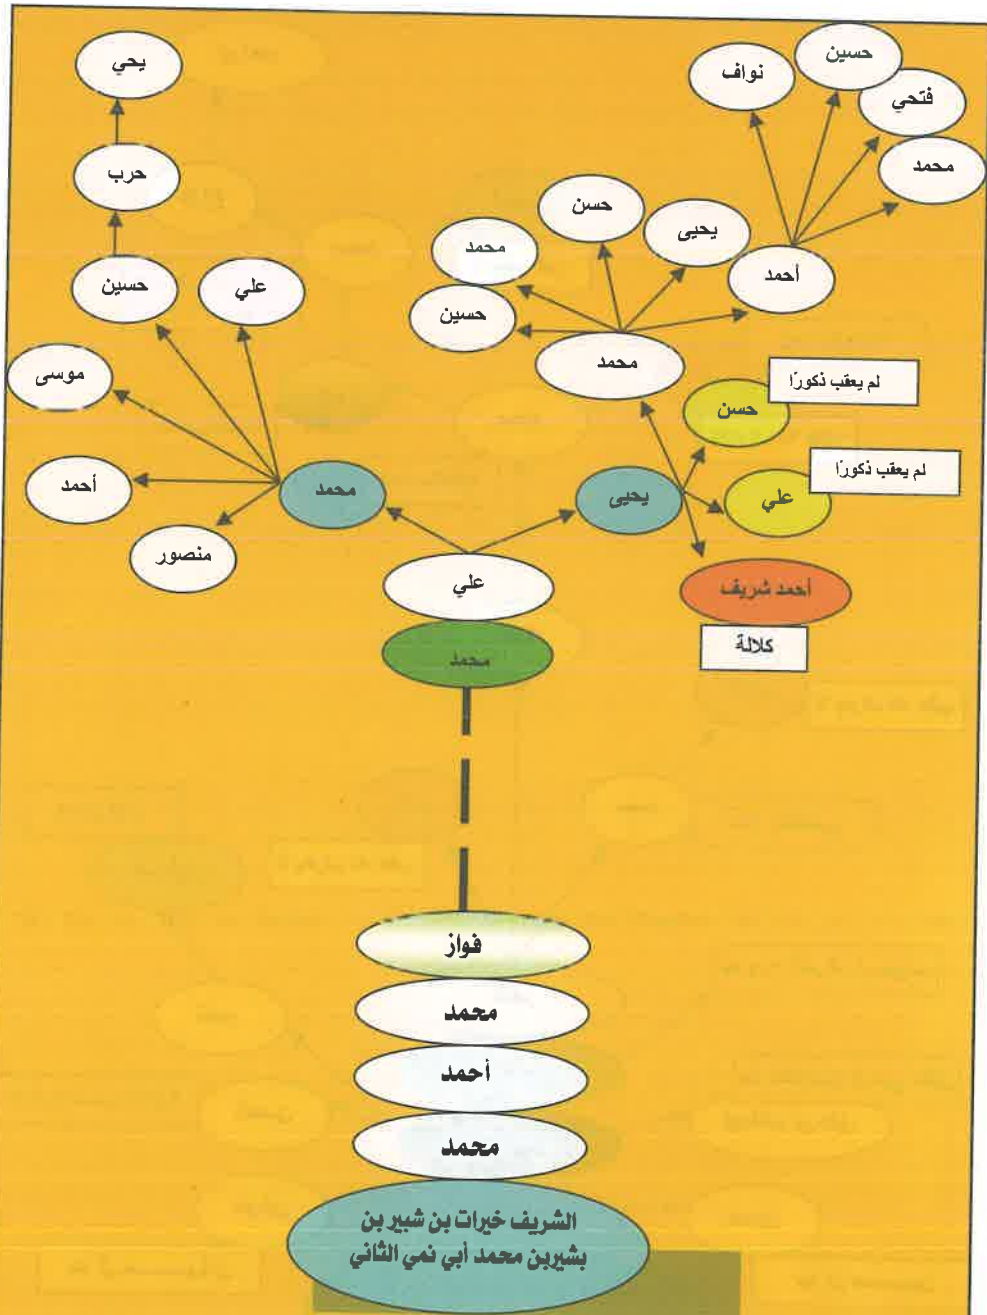 يحي
حرب
حسين
علي
موسى
أحمد
منصور
محمد
نواف
حسين
فتحي
محمد
حسن
يحيى
محمد
أحمد
حسين
محمد
لم يعقب ذكورًا
حسن
لم يعقب ذكورًا
علي
يحيى
أحمد شريف
كلالة
علي
محمد
فواز
محمد
أحمد
محمد
الشريف خيرات بن شبير بن
بشيربن محمد أبي نمي الثاني